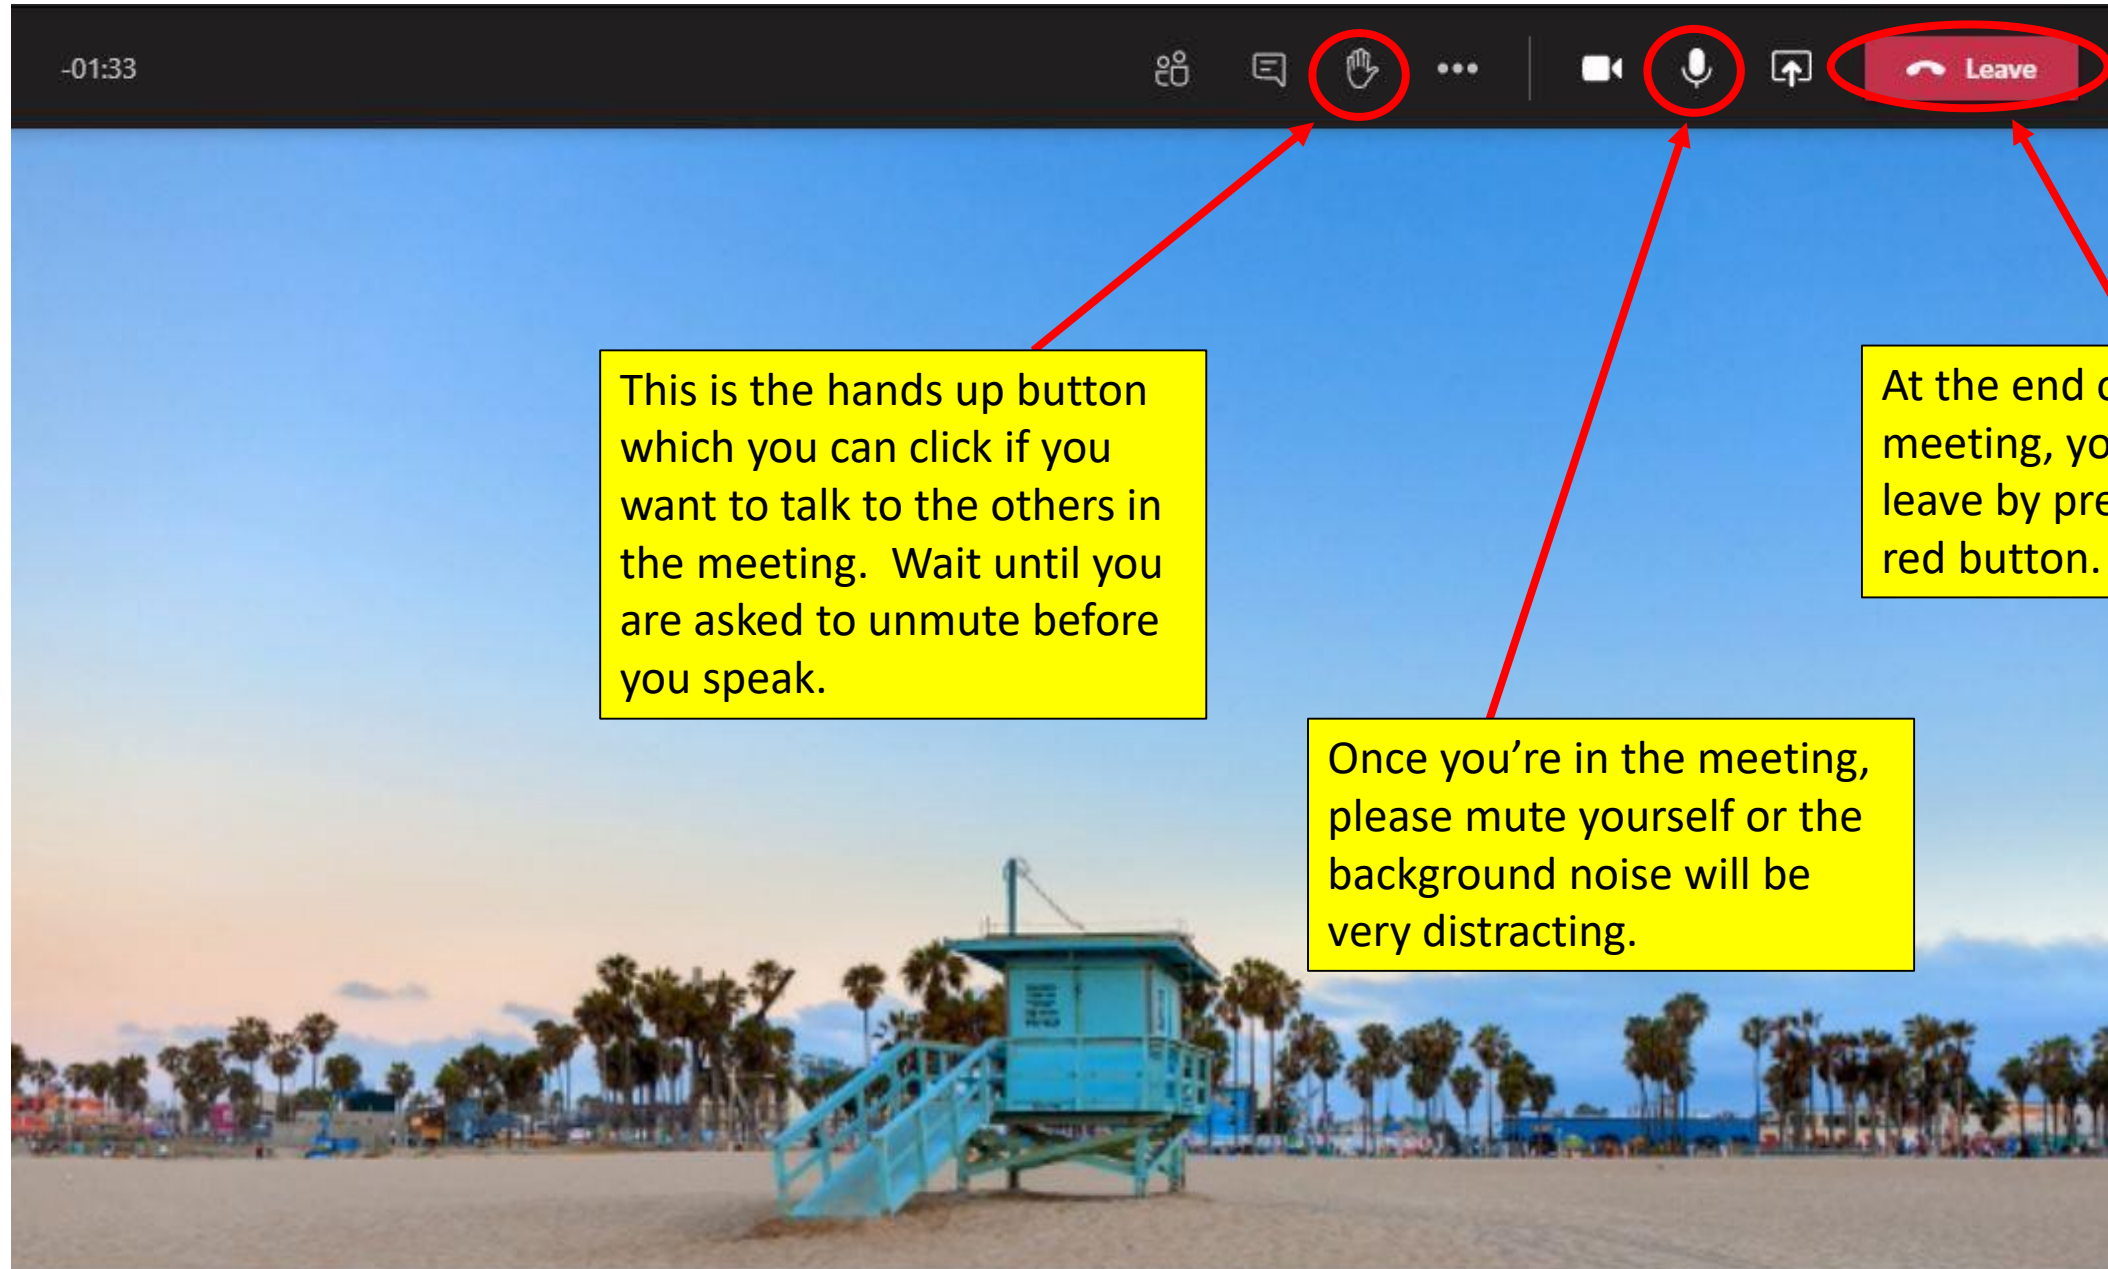 -01:33
Leave
This is the hands up button
which you can click if you
want to talk to the others in
the meeting.  Wait until you
are asked to unmute before
you speak.
At the end
meeting,
leave by
red button.
Once you’re in the meeting,
please mute yourself or the
background noise will be
very distracting.